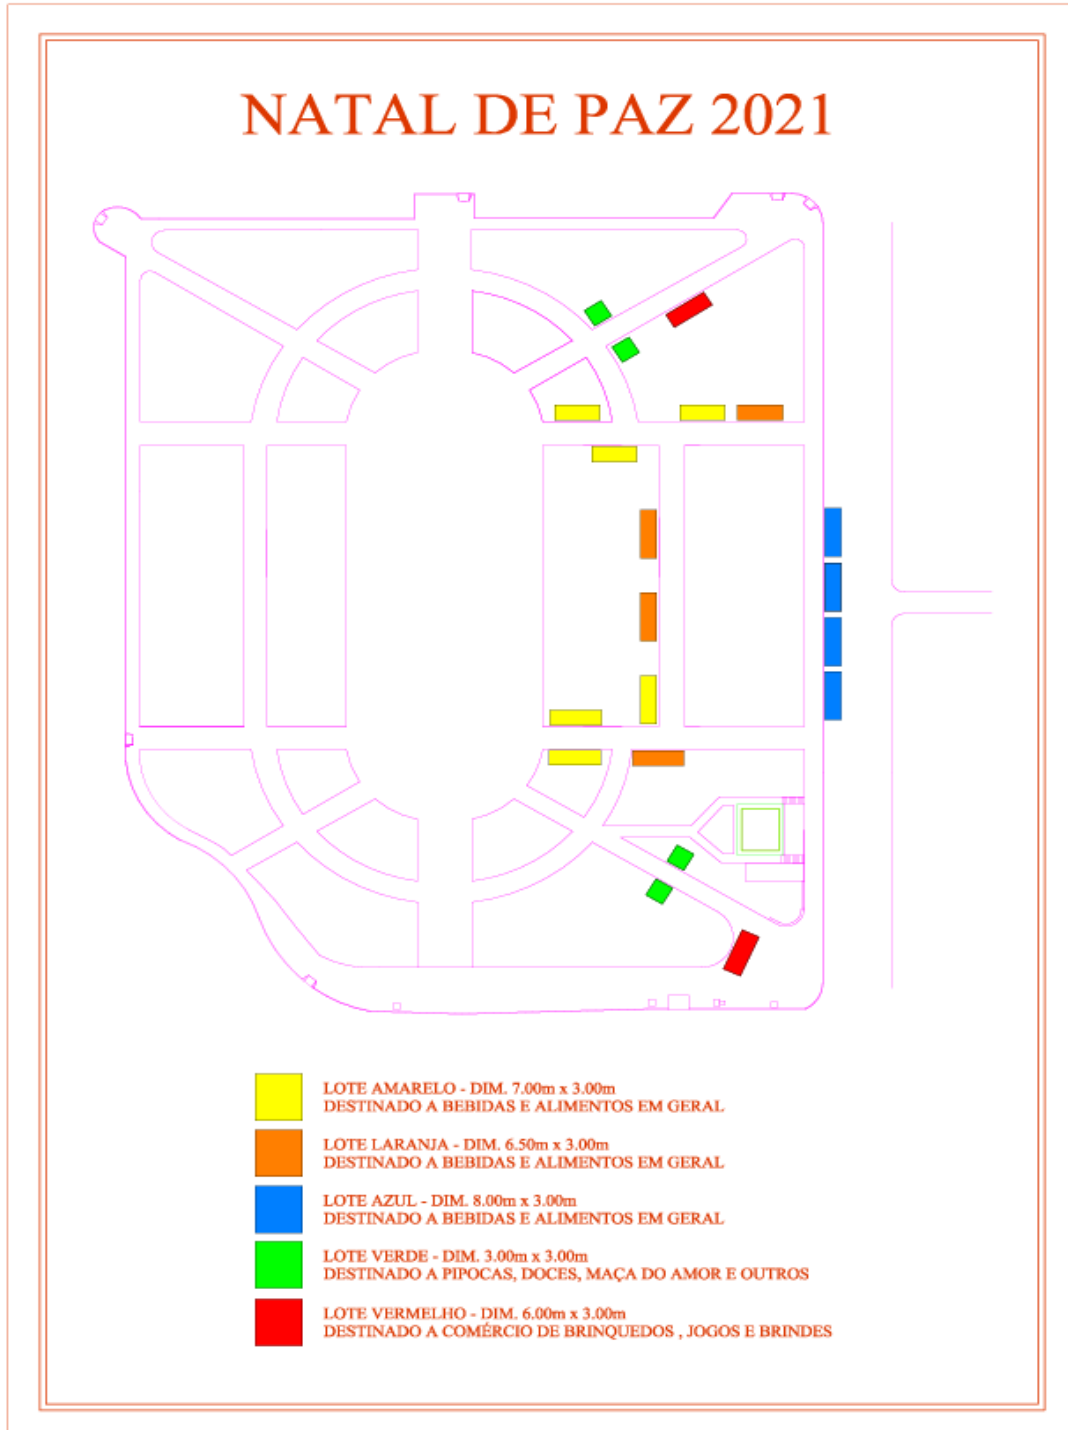 NATAL DE PAZ 2021
LOTE AMARELO - DIM. 7.00m x 3.00m
DESTINADO A BEBIDAS E ALIMENTOS EM GERAL
LOTE LARANJA - DIM. 6.50m x 3.00m
DESTINADO A BEBIDAS E ALIMENTOS EM GERAL
LOTE AZUL - DIM. 8.00m x 3.00m
DESTINADO A BEBIDAS E ALIMENTOS EM GERAL
LOTE VERDE - DIM. 3.00m x 3.00m
DESTINADO A PIPOCAS, DOCES, MAÇA DO AMOR E OUTROS
LOTE VERMELHO - DIM. 6.00m x 3.00m
DESTINADO A COMÉRCIO DE BRINQUEDOS , JOGOS E BRINDES